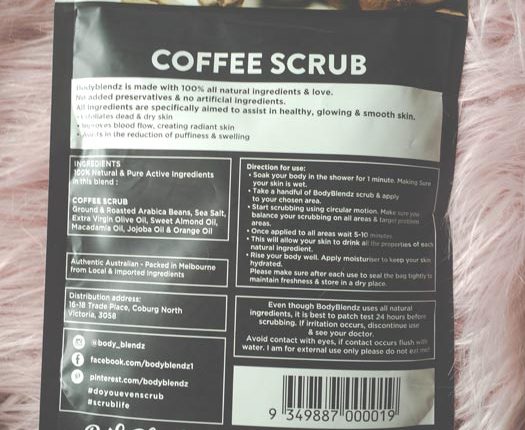 COFFEE SCRUB
Bodyblendz is made with 100% all natural ingredients & love.
No added preservatives & no artificial ingredients.
All ingredients are specifically aimed to assist in healthy, glowing & smooth skin.
• Exfoliates dead & dry skin
• Improves blood flow, creating radiant skin
• Assists in the reduction of puffiness & swelling
INGREDIENTS
100% Natural & Pure Active Ingredients
in this blend :
COFFEE SCRUB
Ground & Roasted Arabica Beans, Sea Salt,
Extra Virgin Olive Oil, Sweet Almond Oil,
Macadamia Oil, Jojoba Oil & Orange Oil
Authentic Australian - Packed in Melbourne
from Local & Imported Ingredients
Distribution address:
16-18 Trade Place, Coburg North
Victoria, 3058
@body_blendz
facebook.com/bodyblendz1
pinterest.com/bodyblendz
#doyouevenscrub
#scrublife
Direction for use:
• Soak your body in the shower for 1 minute. Making Sure
your skin is wet.
• Take a handful of BodyBlendz scrub & apply
to your chosen area.
• Start scrubbing using circular motion. Make sure you
balance your scrubbing on all areas & target problem
areas.
• Once applied to all areas wait 5-10 minutes
• This will allow your skin to drink all the properties of each
natural ingredient.
• Rise your body well. Apply moisturiser to keep your skin
hydrated.
Please make sure after each use to seal the bag tightly to
maintain freshness & store in a dry place.
Even though BodyBlendz uses all natural
ingredients, it is best to patch test 24 hours before
scrubbing. If irritation occurs, discontinue use
& see your doctor.
Avoid contact with eyes, if contact occurs flush with
water. I am for external use only please do not eat me!
9 349887 000019